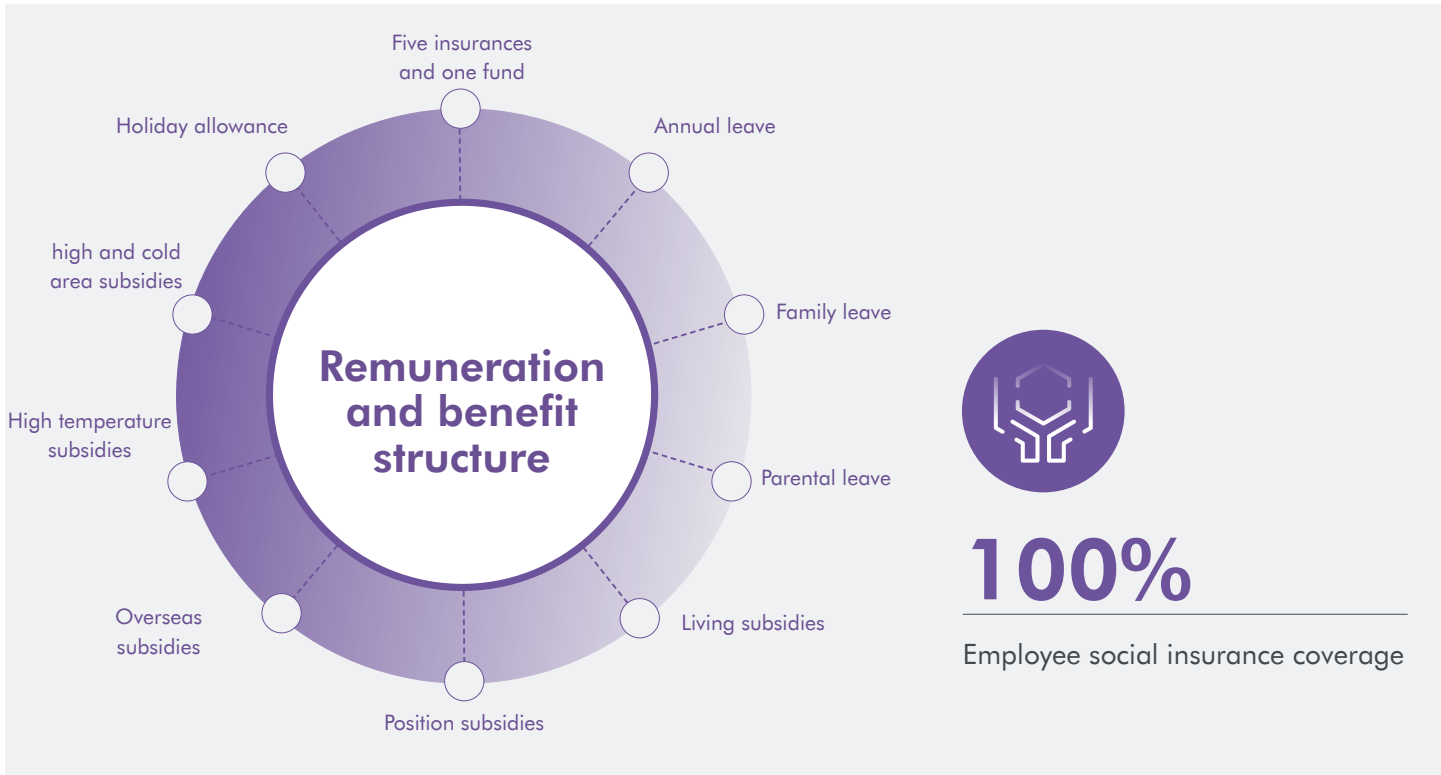 Five insurances
and one fund
Holiday allowance
Annual leave
high and cold
area subsidies
Family leave
Remuneration
and benefit
structure
High temperature
subsidies
Parental leave
Overseas
subsidies
Living subsidies
Position subsidies
100%
Employee social insurance coverage